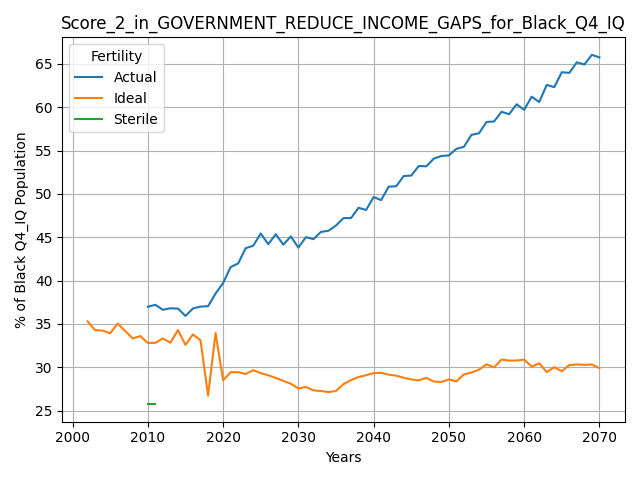 Score_2_in_GOVERNMENT_REDUCE_INCOME_GAPS_for_Black_Q4_IQ
Fertility
Actual
Ideal
Sterile
% of Black Q4_IQ Population
65
60
55
50
45
40
35
30
25
2000 2010 2020 2030 2040 2050 2060 2070
Years